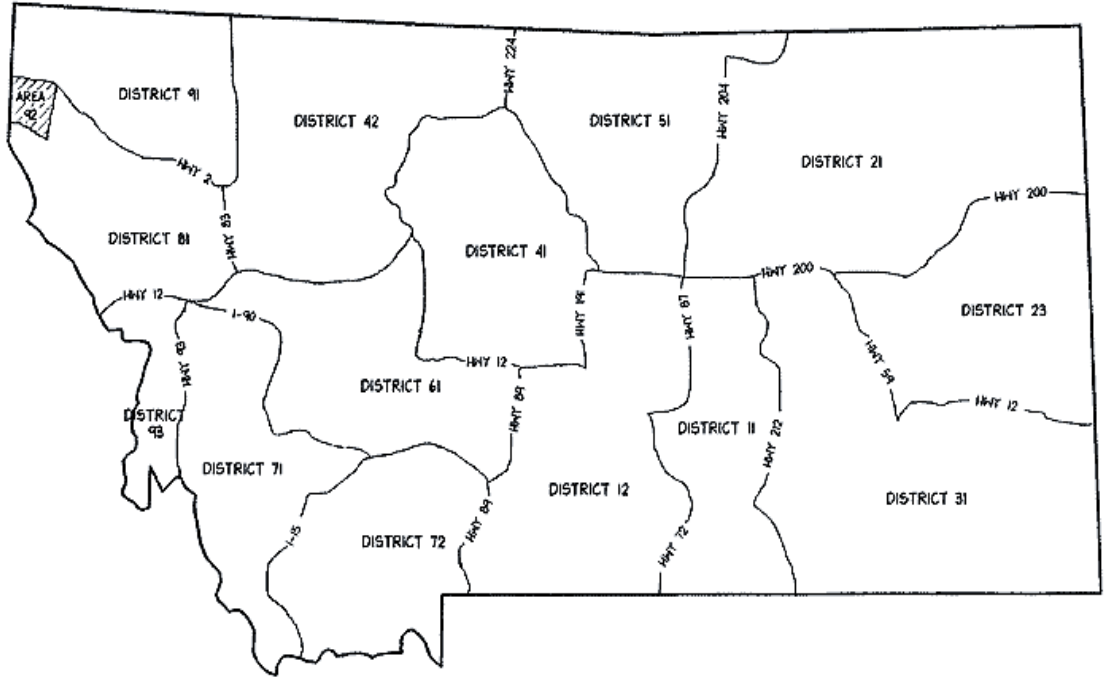 HWY 224
DISTRICT 91
AREA
92
DISTRICT 42
DISTRICT 51
HWY 204
DISTRICT 21
HWY 2
HWY 200
HWY 83
DISTRICT 81
DISTRICT 41
HWY 200
HWY 12
I-90
HWY 191
HWY 87
DISTRICT 23
HWY 93
HWY 12
HWY 59
DISTRICT 61
HWY 89
HWY 12
DISTRICT
93
DISTRICT 11
HWY 212
DISTRICT 71
DISTRICT 12
DISTRICT 31
HWY 89
I-15
DISTRICT 72
HWY 72